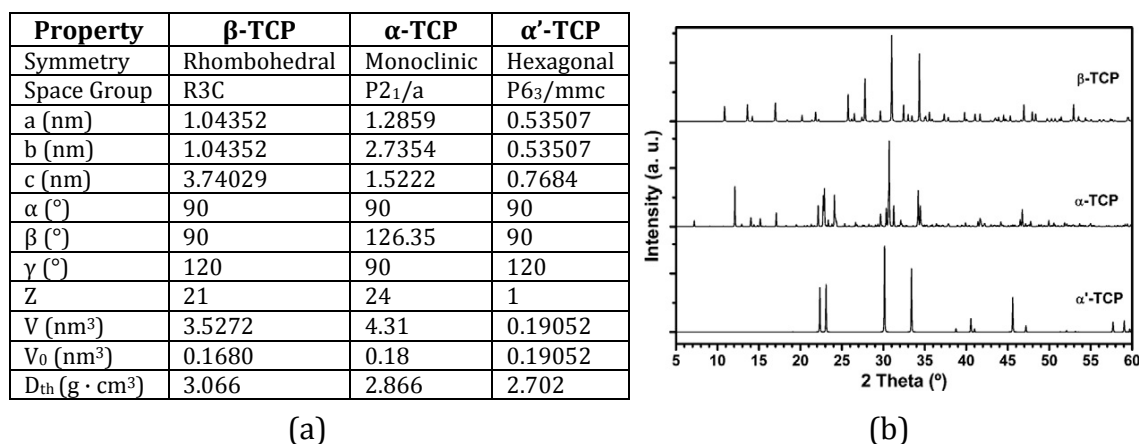 Property β-TCP α-TCP α’-TCP
Symmetry Rhombohedral Monoclinic Hexagonal
Space Group R3C P2₁/a P6₃/mmc
a (nm) 1.04352 1.2859 0.53507
b (nm) 1.04352 2.7354 0.53507
c (nm) 3.74029 1.5222 0.7684
α (°) 90 90 90
β (°) 90 126.35 90
γ (°) 120 90 120
Z 21 24 1
V (nm³) 3.5272 4.31 0.19052
V₀ (nm³) 0.1680 0.18 0.19052
Dₜₕ (g · cm³) 3.066 2.866 2.702
(a)
Intensity (a. u.)
β-TCP
α-TCP
α'-TCP
5 10 15 20 25 30 35 40 45 50 55 60
2 Theta (º)
(b)